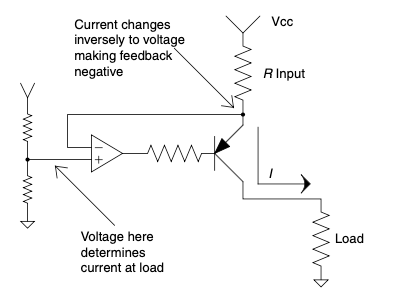 Current changes
inversely to voltage
making feedback
negative
Vcc
R Input
−
+
I
Load
Voltage here
determines
current at load